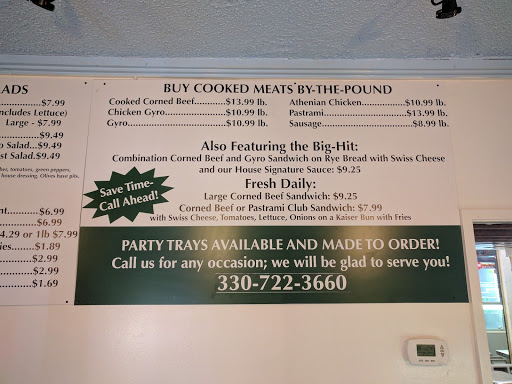 ADS
$7.99
ncludes Lettuce)
Large - $7.99
$9.49
o Salad...$9.49
st Salad.$9.49
house dressing. Olives have pits.
nt...........$6.99
$6.99
4.29 or 1lb $7.99
ies........$1.89
$2.99
$2.99
$1.69
BUY COOKED MEATS BY-THE-POUND
Cooked Corned Beef............$13.99 lb.
Chicken Gyro......................$10.99 lb.
Gyro....................................$10.99 lb.
Athenian Chicken............$10.99 lb.
Pastrami...........................$13.99 lb.
Sausage..............................$8.99 lb.
Also Featuring the Big-Hit:
Combination Corned Beef and Gyro Sandwich on Rye Bread with Swiss Cheese
and our House Signature Sauce: $9.25
Save Time-
Call Ahead!
Fresh Daily:
Large Corned Beef Sandwich: $9.25
Corned Beef or Pastrami Club Sandwich: $7.99
with Swiss Cheese, Tomatoes, Lettuce, Onions on a Kaiser Bun with Fries
PARTY TRAYS AVAILABLE AND MADE TO ORDER!
Call us for any occasion; we will be glad to serve you!
330-722-3660